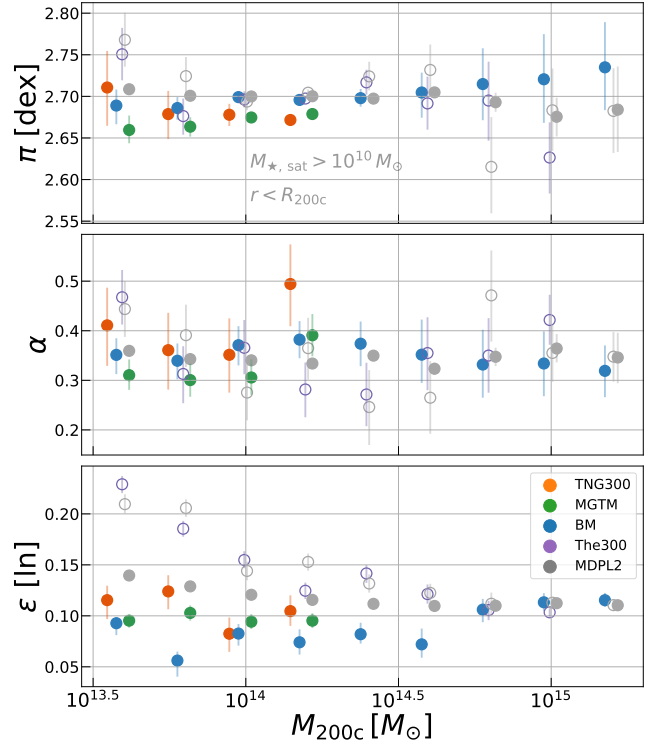 2.80
2.75
2.70
2.65
2.60
2.55
π [dex]
M⋆, sat > 10^10 M⊙
r < R200c
0.5
0.4
0.3
0.2
α
0.20
0.15
0.10
0.05
ε [ln]
TNG300
MGTM
BM
The300
MDPL2
10^13.5 10^14 10^14.5 10^15
M200c [M⊙]